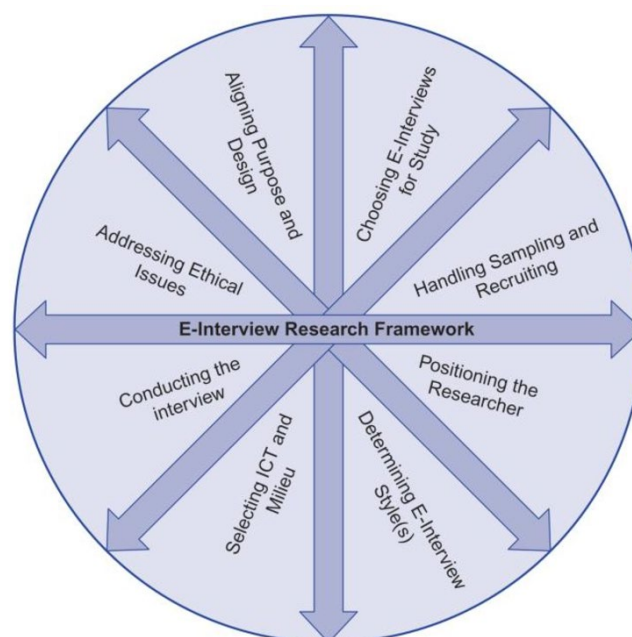 Aligning Purpose and
Design
Choosing E-Interviews
for Study
Handling Sampling and
Recruiting
Positioning the
Researcher
Determining E-Interview
Style(s)
Selecting ICT and
Milieu
Conducting the
interview
Addressing Ethical
Issues
E-Interview Research Framework